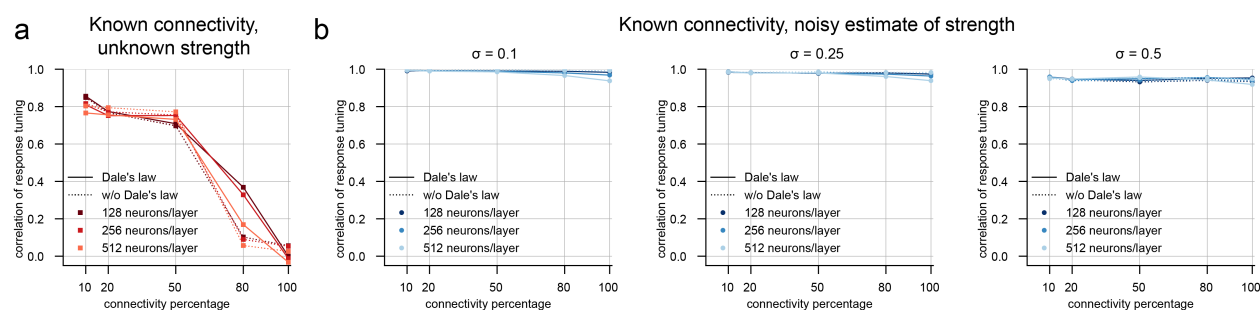 a
Known connectivity,
unknown strength
1.0
0.8
0.6
0.4
0.2
0.0
correlation of response tuning
Dale's law
w/o Dale's law
128 neurons/layer
256 neurons/layer
512 neurons/layer
10 20 50 80 100
connectivity percentage
b
Known connectivity, noisy estimate of strength
σ = 0.1
1.0
0.8
0.6
0.4
0.2
0.0
correlation of response tuning
Dale's law
w/o Dale's law
128 neurons/layer
256 neurons/layer
512 neurons/layer
10 20 50 80 100
connectivity percentage
σ = 0.25
1.0
0.8
0.6
0.4
0.2
0.0
correlation of response tuning
Dale's law
w/o Dale's law
128 neurons/layer
256 neurons/layer
512 neurons/layer
10 20 50 80 100
connectivity percentage
σ = 0.5
1.0
0.8
0.6
0.4
0.2
0.0
correlation of response tuning
Dale's law
w/o Dale's law
128 neurons/layer
256 neurons/layer
512 neurons/layer
10 20 50 80 100
connectivity percentage